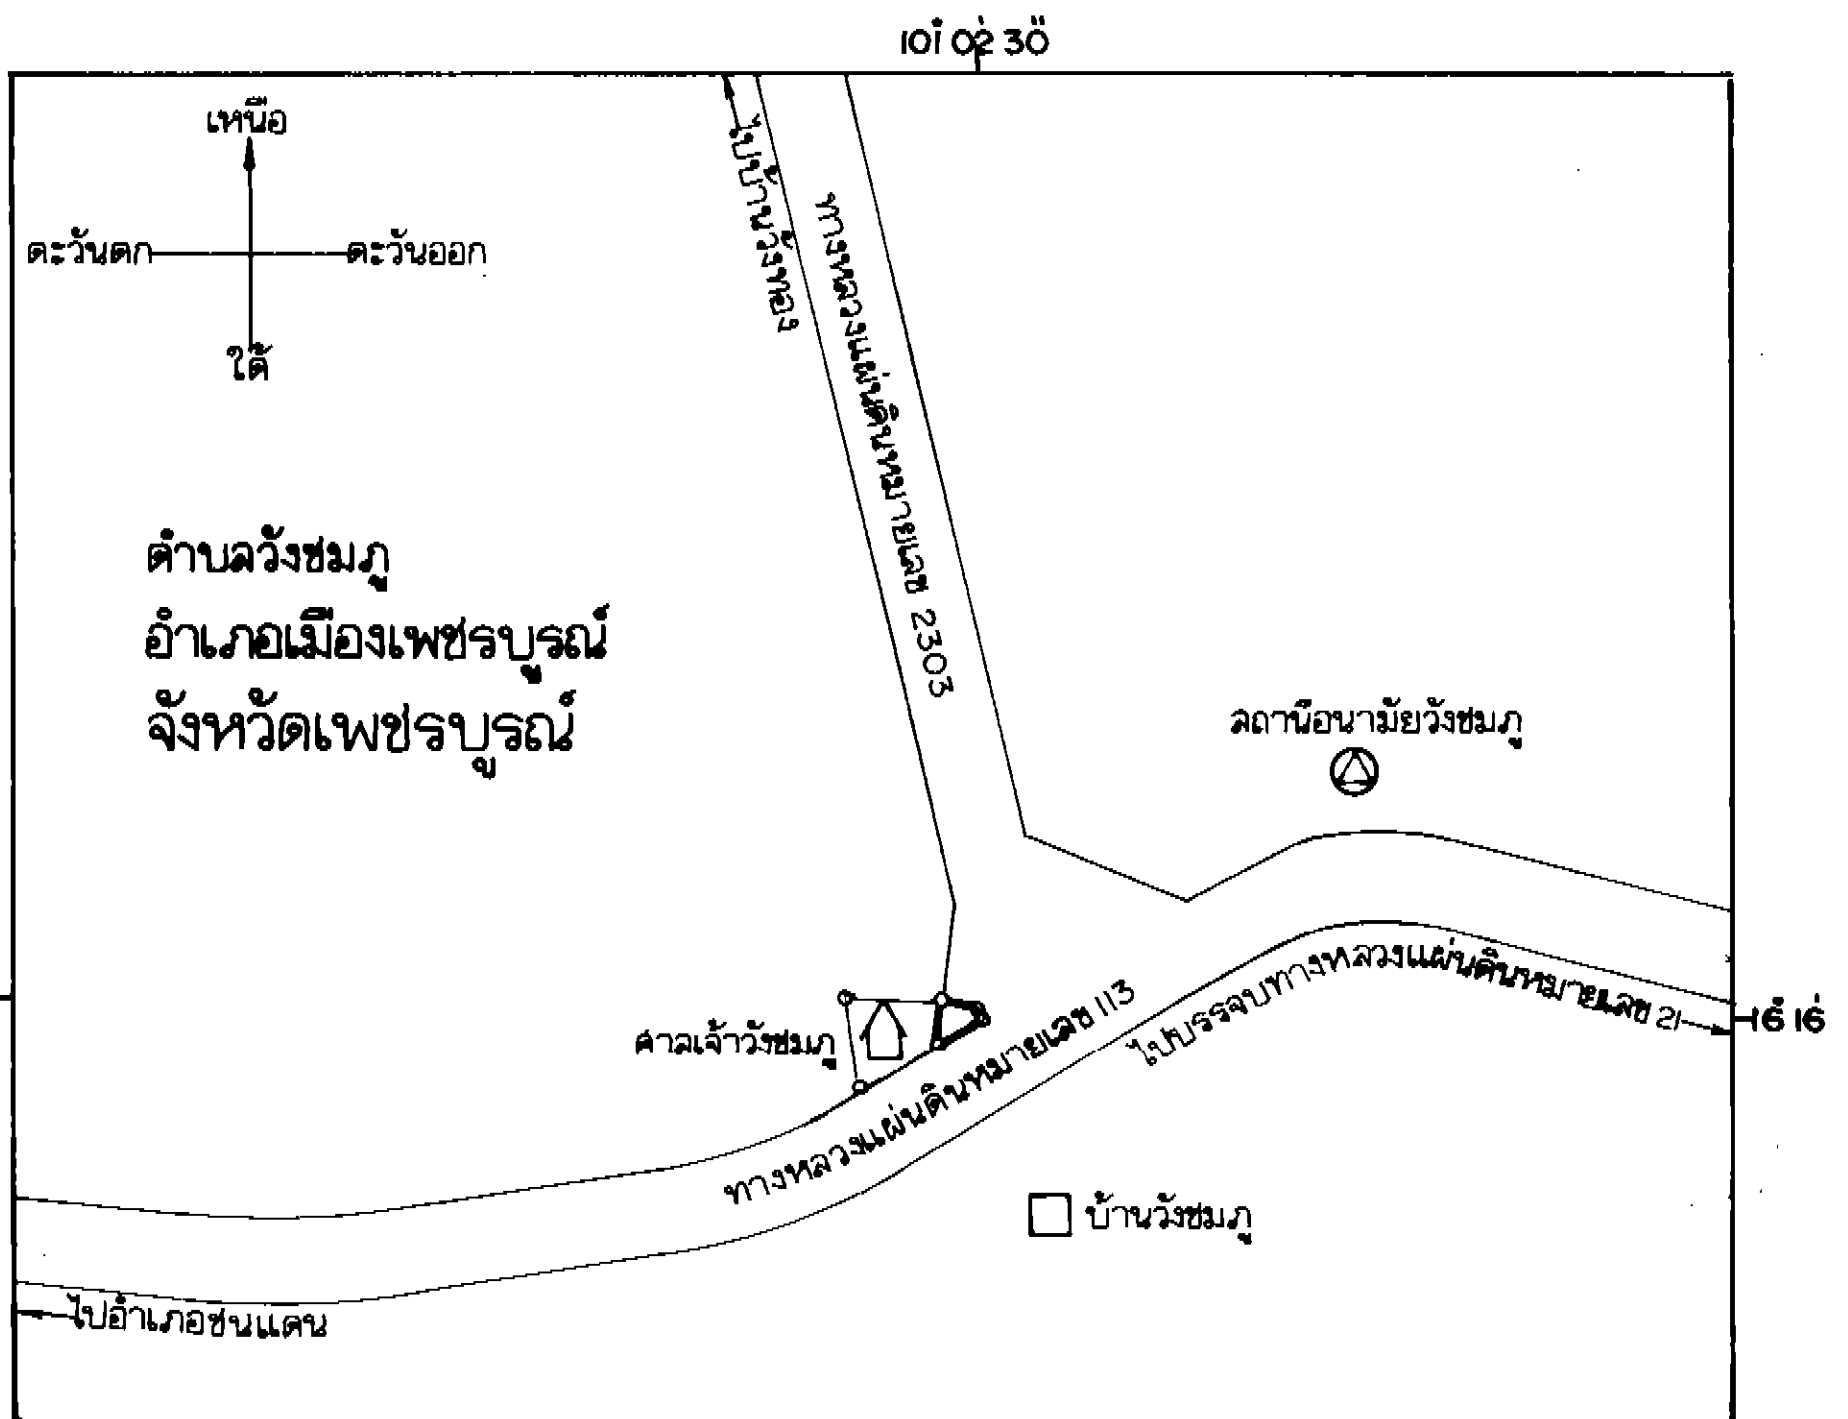 101° 02′ 30″
เหนือ
ตะวันตก
ตะวันออก
ใต้
ไปบ้านวังทอง
ทางหลวงแผ่นดินหมายเลข 2303
ตำบลวังชมภู
อำเภอเมืองเพชรบูรณ์
จังหวัดเพชรบูรณ์
สถานีอนามัยวังชมภู
ศาลเจ้าวังชมภู
ทางหลวงแผ่นดินหมายเลข 113
ไปบรรจบทางหลวงแผ่นดินหมายเลข 21
16° 16′
บ้านวังชมภู
ไปอำเภอชนแดน